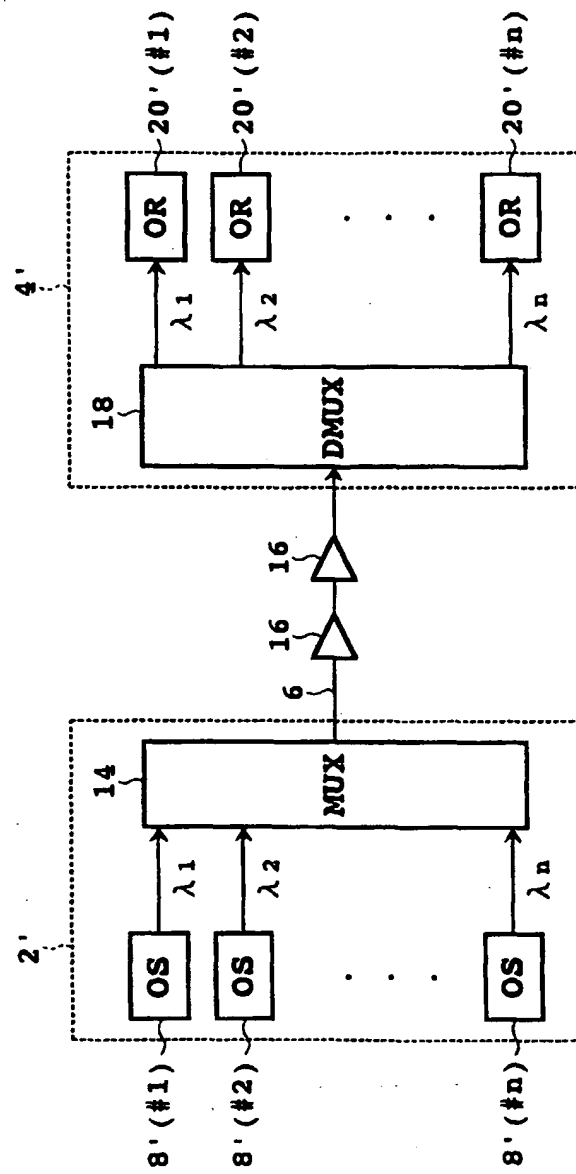 2'
4'
8'(#1)
OS
λ1
14
MUX
6
16
16
18
DMUX
λ1
OR
20'(#1)
8'(#2)
OS
λ2
λ2
OR
20'(#2)
. . .
. . .
8'(#n)
OS
λn
λn
OR
20'(#n)